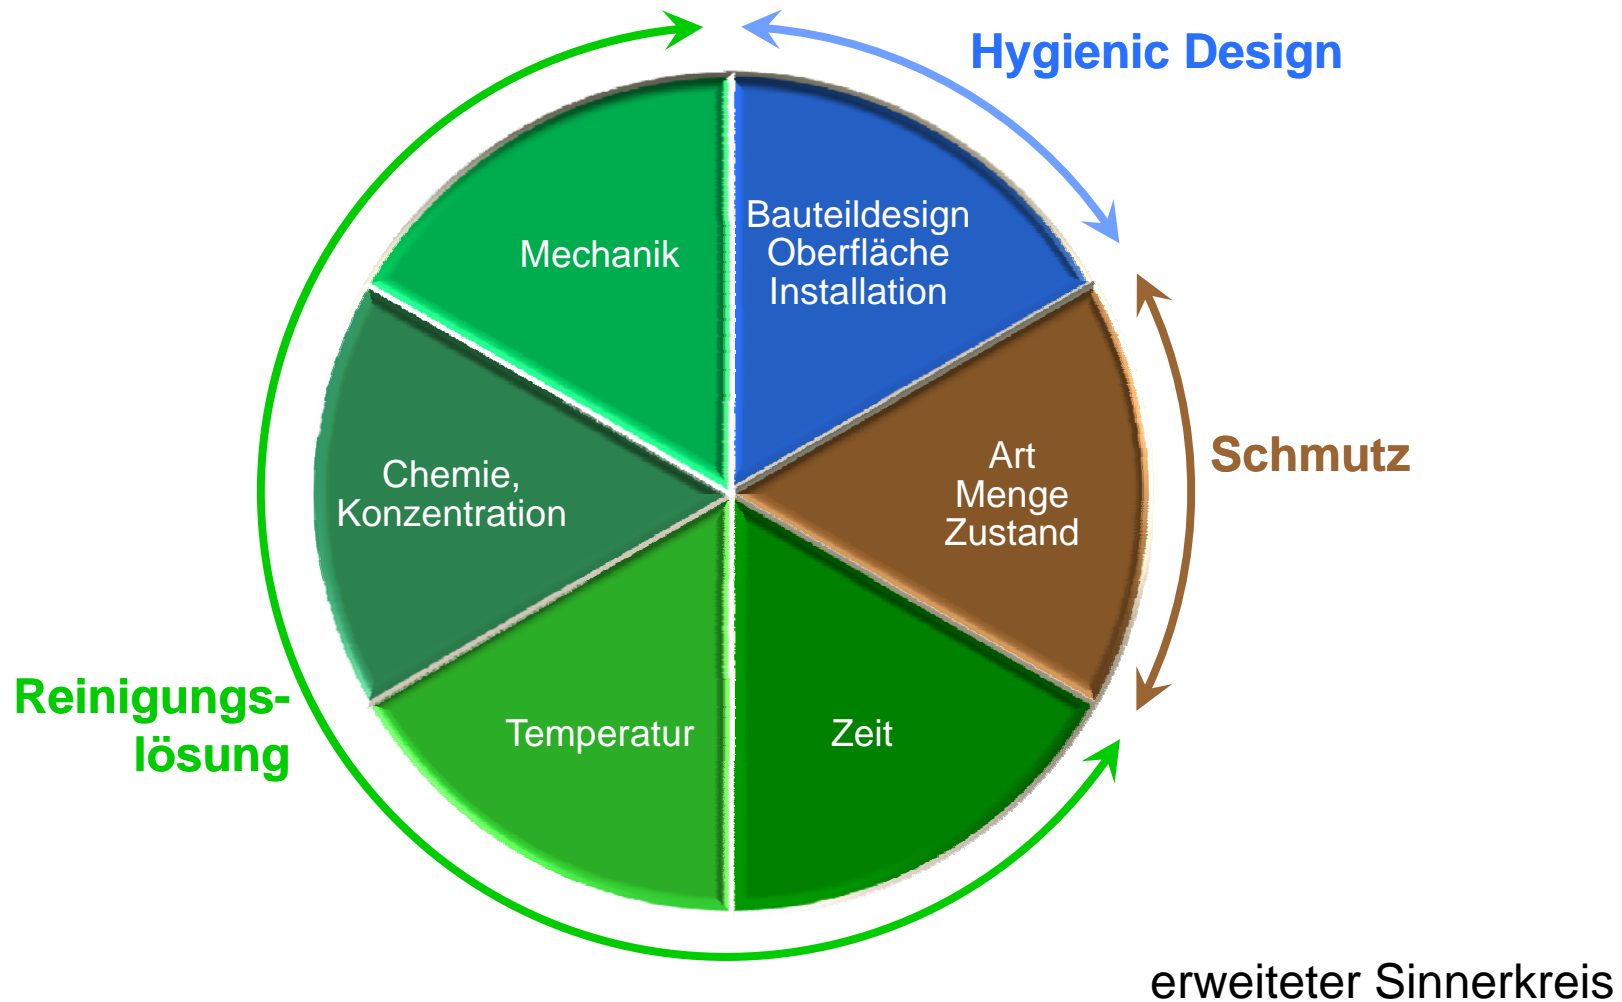 Hygienic Design
Bauteildesign
Oberfläche
Installation
Mechanik
Art
Menge
Zustand
Schmutz
Chemie,
Konzentration
Reinigungs-
lösung
Temperatur
Zeit
erweiteter Sinnerkreis